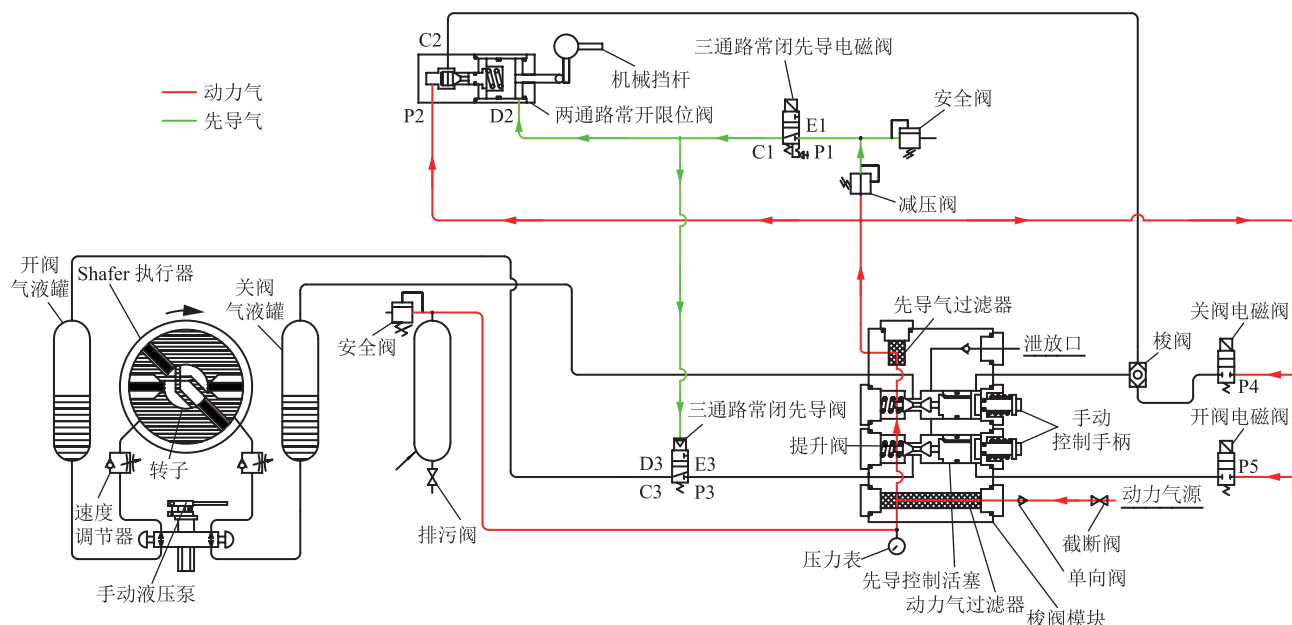 动力气
先导气
C2
P2
D2
机械挡杆
两通路常开限位阀
三通路常闭先导电磁阀
E1
C1
P1
安全阀
减压阀
开阀
气液罐
Shafer 执行器
关阀
气液罐
转子
速度
调节器
手动液压泵
安全阀
排污阀
三通路常闭先导阀
D3
E3
C3
P3
先导气过滤器
泄放口
提升阀
手动
控制手柄
梭阀
关阀电磁阀
P4
开阀电磁阀
P5
动力气源
截断阀
单向阀
压力表
先导控制活塞
动力气过滤器
梭阀模块